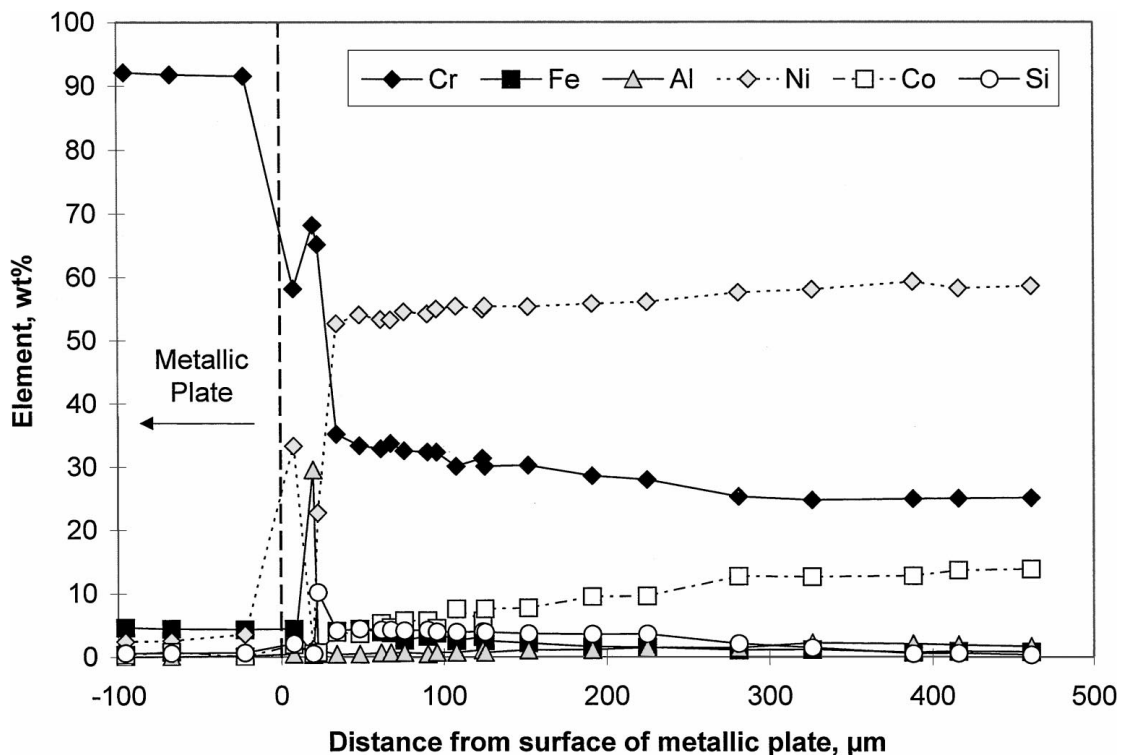 100
90
80
70
60
50
40
30
20
10
0
Element, wt%
Cr Fe Al Ni Co Si
Metallic
Plate
-100 0 100 200 300 400 500
Distance from surface of metallic plate, µm